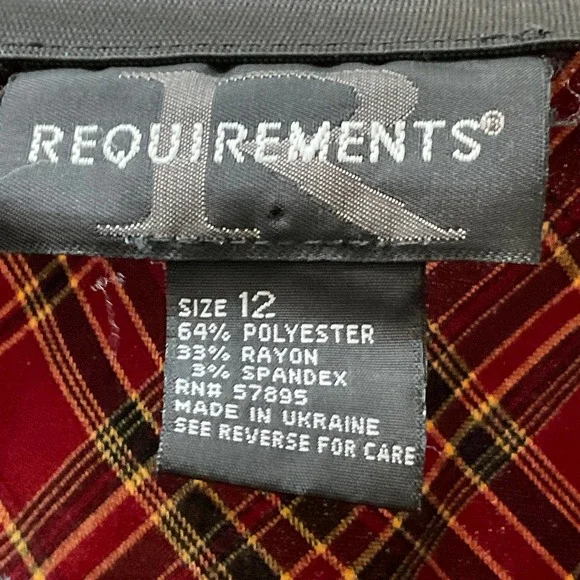 REQUIREMENTS®
R
SIZE 12
64% POLYESTER
33% RAYON
3% SPANDEX
RN# 57895
MADE IN UKRAINE
SEE REVERSE FOR CARE